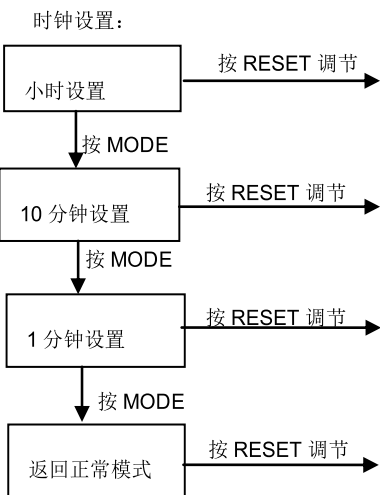 时钟设置：
按 RESET 调节
小时设置
按 MODE
按 RESET 调节
10 分钟设置
按 MODE
按 RESET 调节
1 分钟设置
按 MODE
按 RESET 调节
返回正常模式